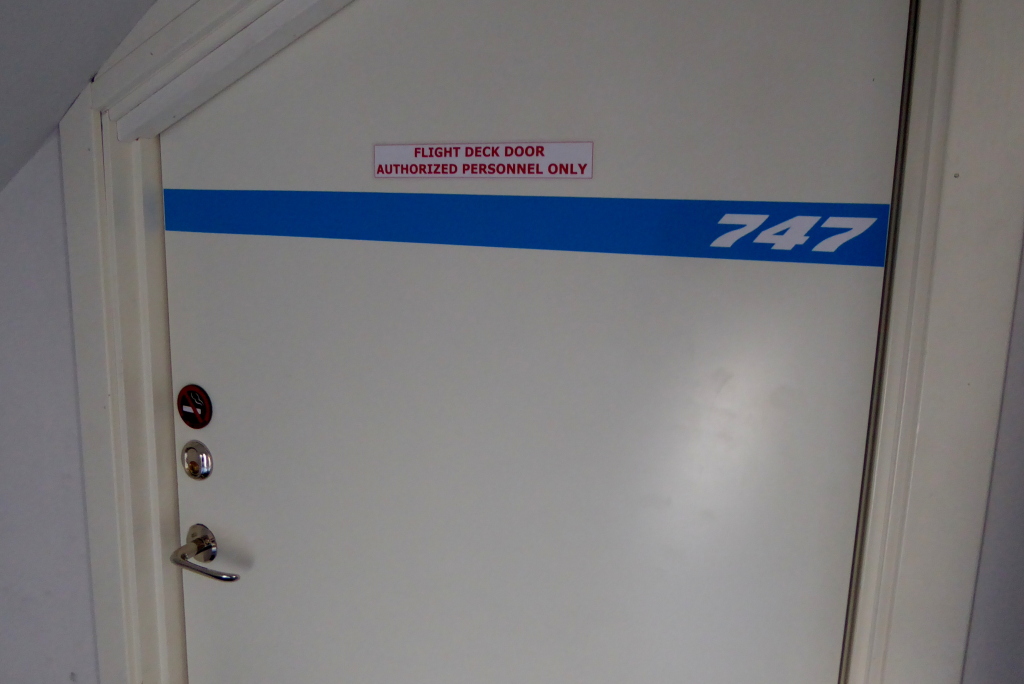 FLIGHT DECK DOOR
AUTHORIZED PERSONNEL ONLY
747